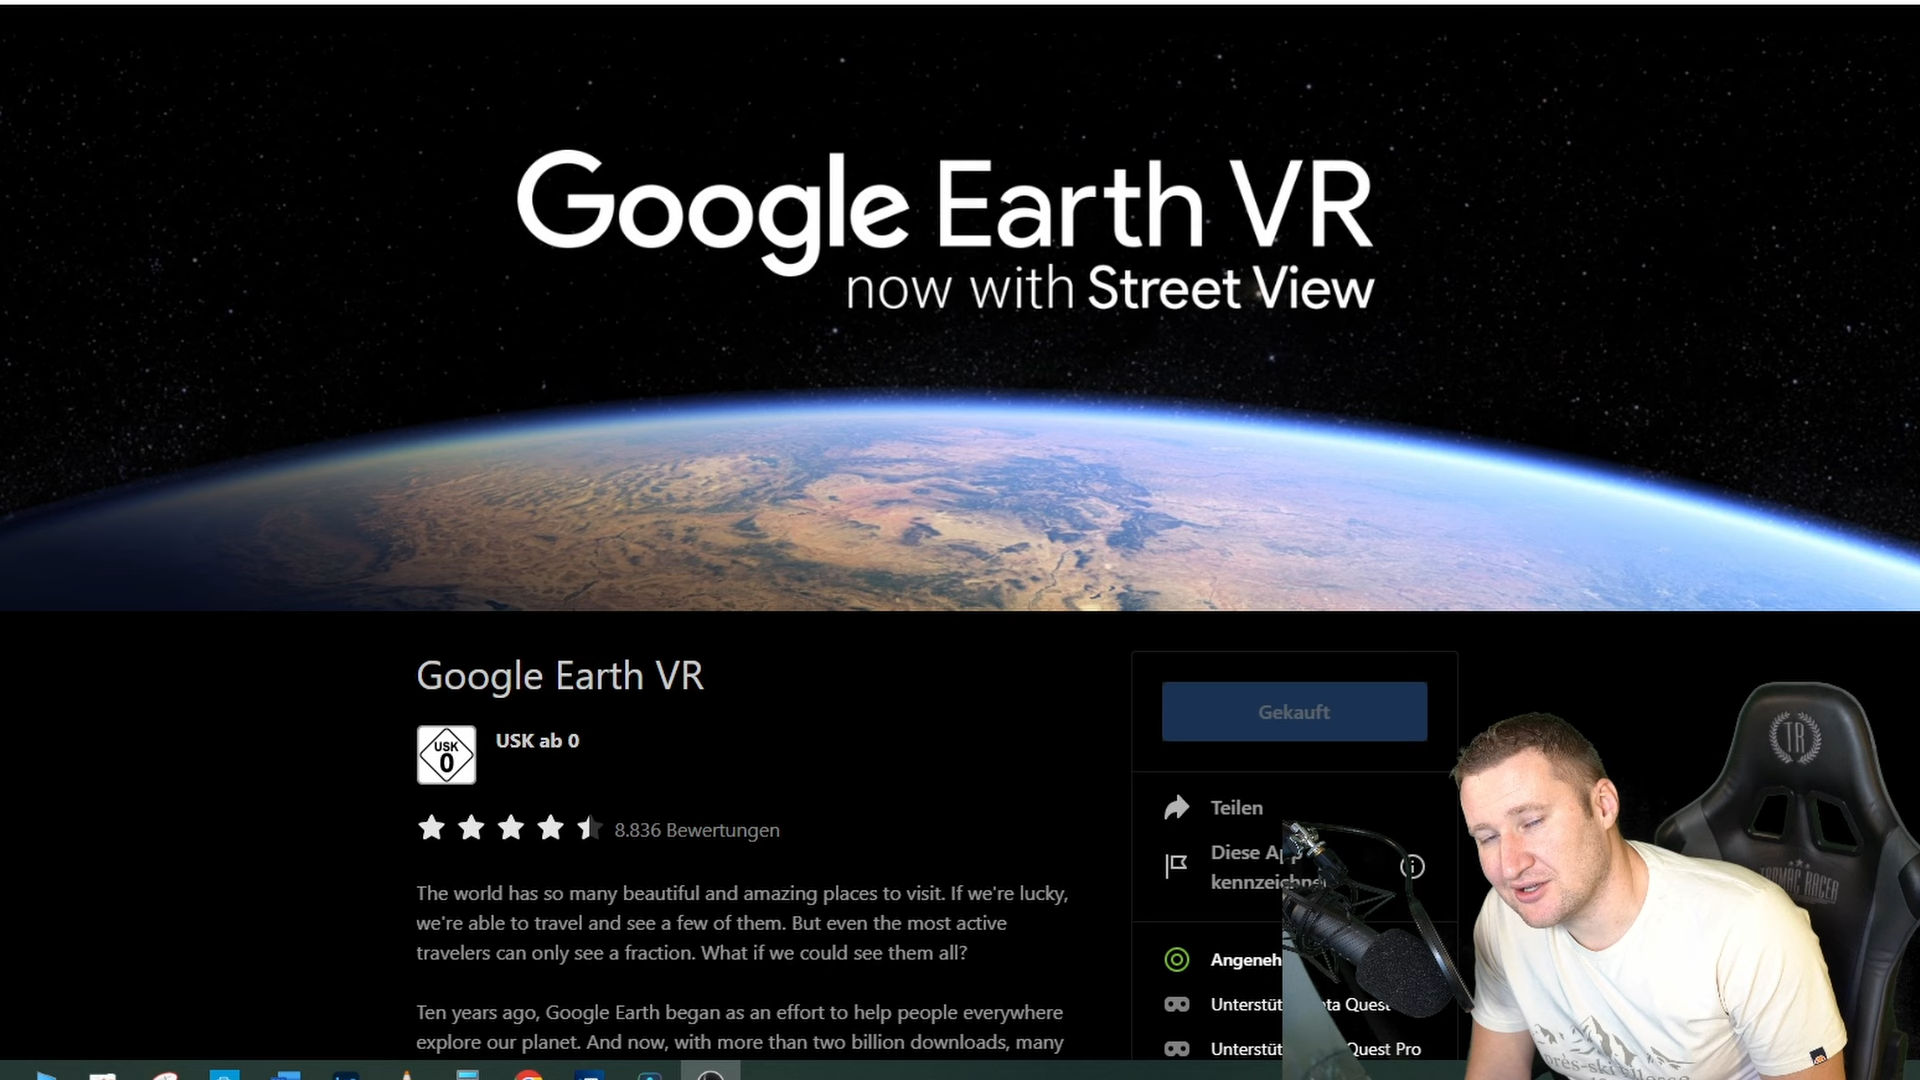 Google Earth VR
now with Street View
Google Earth VR
USK
0
USK ab 0
8.836 Bewertungen
The world has so many beautiful and amazing places to visit. If we're lucky,
we're able to travel and see a few of them. But even the most active
travelers can only see a fraction. What if we could see them all?
Ten years ago, Google Earth began as an effort to help people everywhere
explore our planet. And now, with more than two billion downloads, many
Gekauft
Teilen
Diese
Quest
Quest Pro
TR
RACER